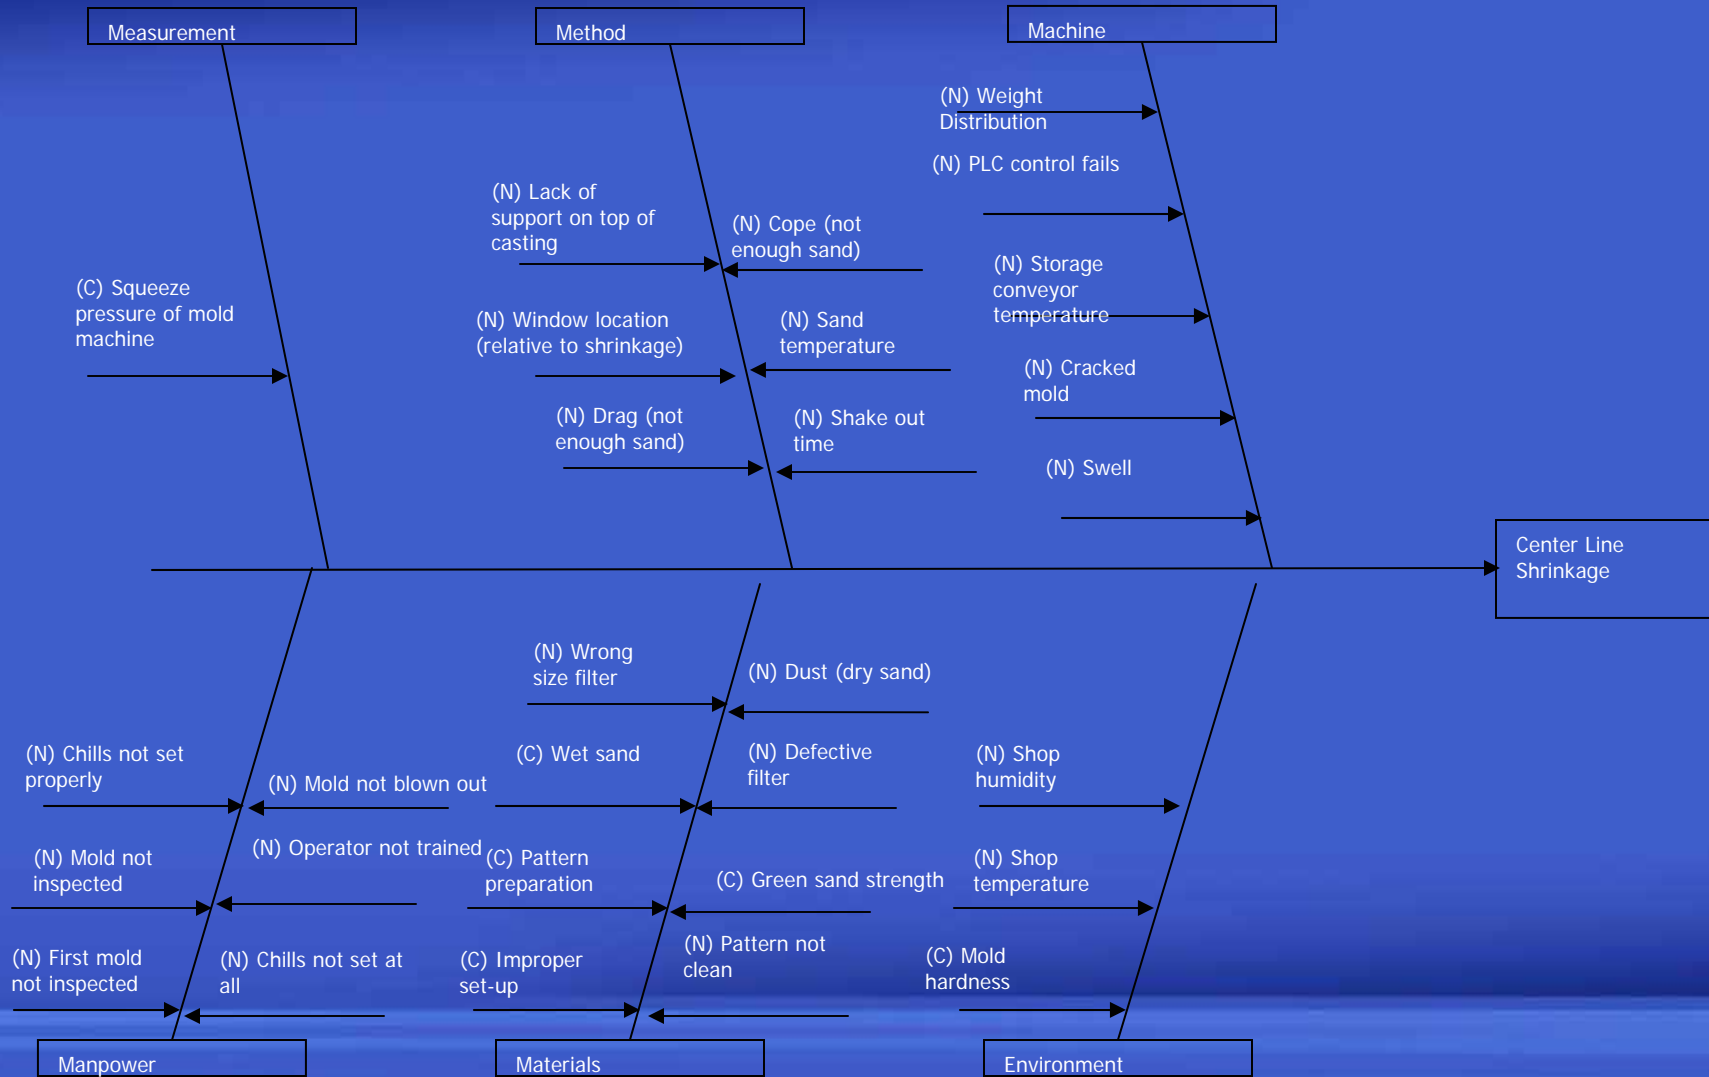 Measurement
Method
Machine
(N) Weight
Distribution
(N) PLC control fails
(N) Lack of
support on top of
casting
(N) Cope (not
enough sand)
(N) Storage
conveyor
temperature
(C) Squeeze
pressure of mold
machine
(N) Window location
(relative to shrinkage)
(N) Sand
temperature
(N) Cracked
mold
(N) Drag (not
enough sand)
(N) Shake out
time
(N) Swell
Center Line
Shrinkage
(N) Wrong
size filter
(N) Dust (dry sand)
(N) Chills not set
properly
(N) Mold not blown out
(C) Wet sand
(N) Defective
filter
(N) Shop
humidity
(N) Mold not
inspected
(N) Operator not trained
(C) Pattern
preparation
(C) Green sand strength
(N) Shop
temperature
(N) First mold
not inspected
(N) Chills not set at
all
(C) Improper
set-up
(N) Pattern not
clean
(C) Mold
hardness
Manpower
Materials
Environment